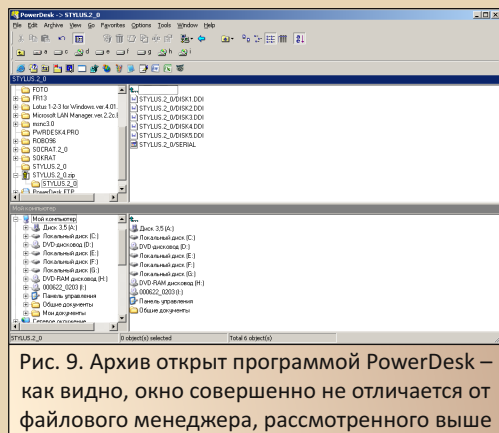 PowerDesk -> STYLUS.2_0
File Edit Archive View Go Favorites Options Tools Window Help
a c d e f g h i
STYLUS.2_0
FOTO
FR13
Lotus 1-2-3 for Windows.ver.4.01.
Microsoft LAN Manager.ver.2.2c.
PWRDESK4.PRO
ROBO96
SOCRAT.2_0
SOKRAT
STYLUS.2_0
STYLUS.2_0.zip
STYLUS.2_0
PowerDesk FTP
STYLUS.2_0/DISK1.DDI
STYLUS.2_0/DISK2.DDI
STYLUS.2_0/DISK3.DDI
STYLUS.2_0/DISK4.DDI
STYLUS.2_0/DISK5.DDI
STYLUS.2_0/SERIAL
Мой компьютер
Мой компьютер
Диск 3,5 (A:)
Локальный диск (C:)
DVD-дисковод (D:)
Локальный диск (E:)
Локальный диск (F:)
Локальный диск (G:)
DVD-RAM дисковод (H:)
000622_0203 (I:)
Панель управления
Общие документы
Мои документы
Сетевое окружение
Диск 3,5 (A:)
Локальный диск (C:)
DVD-дисковод (D:)
Локальный диск (E:)
Локальный диск (F:)
Локальный диск (G:)
DVD-RAM дисковод (H:)
000622_0203 (I:)
Панель управления
Общие документы
STYLUS.2_0 0 object(s) selected Total 6 object(s)
Рис. 9. Архив открыт программой PowerDesk –
как видно, окно совершенно не отличается от
файлового менеджера, рассмотренного выше